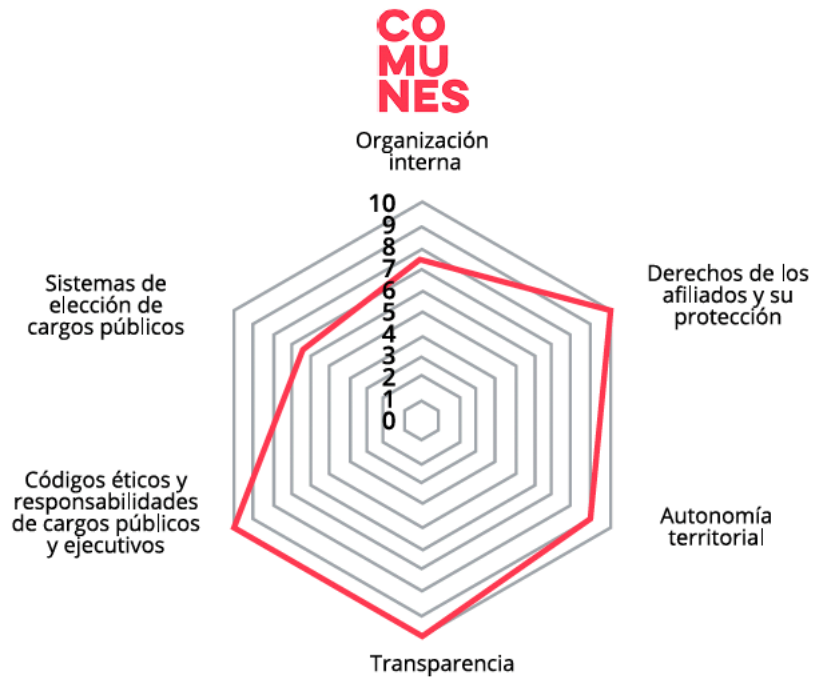 CO
MU
NES
Organización
interna
10
9
8
7
6
5
4
3
2
1
0
Sistemas de
elección de
cargos públicos
Derechos de los
afiliados y su
protección
Códigos éticos y
responsabilidades
de cargos públicos
y ejecutivos
Autonomía
territorial
Transparencia